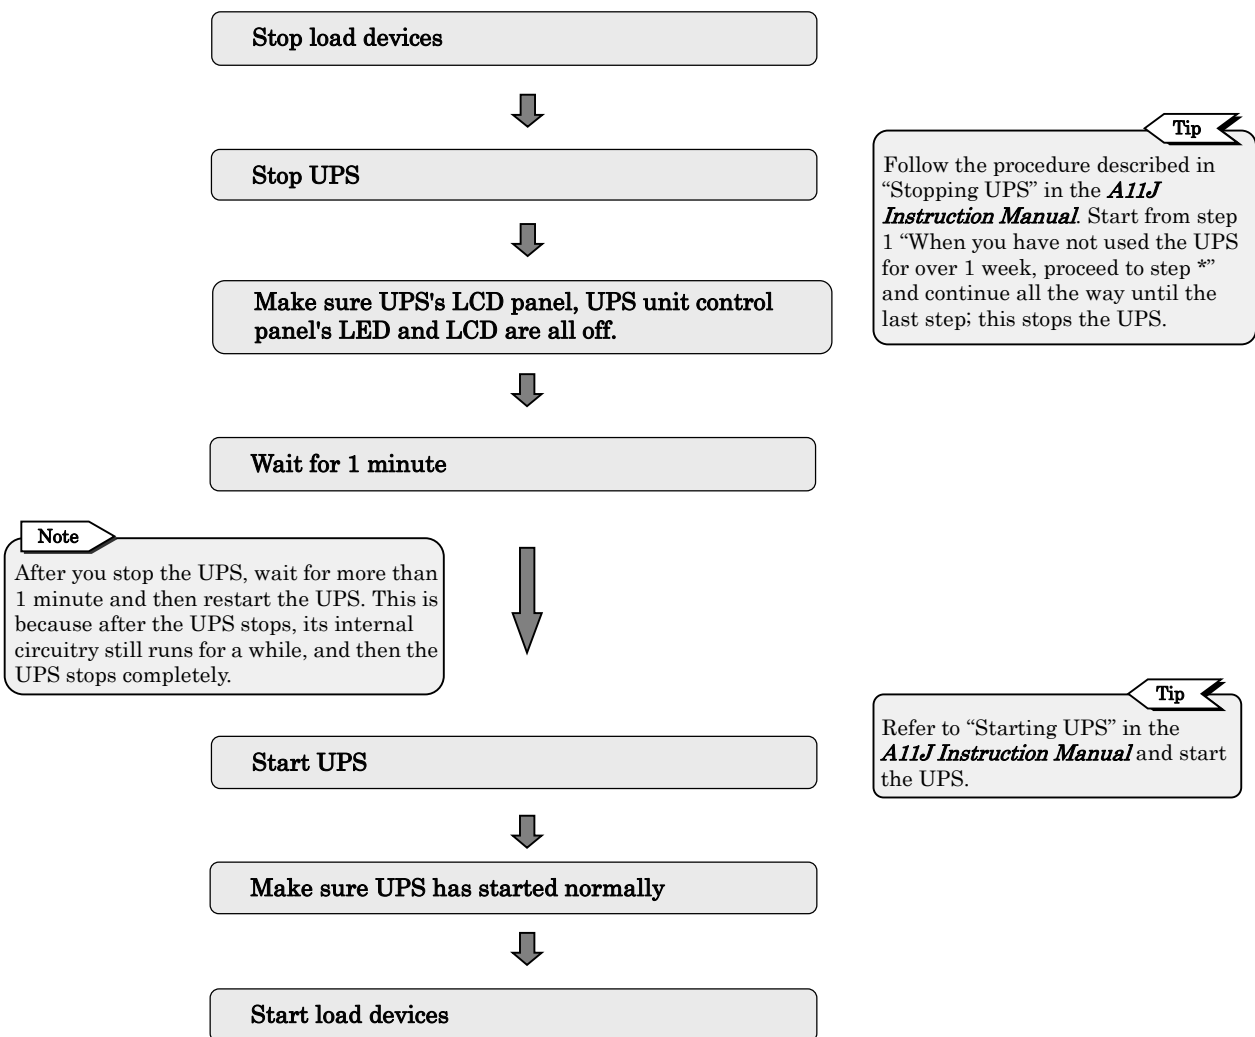 Stop load devices
Stop UPS
Tip
Follow the procedure described in
“Stopping UPS” in the A11J
Instruction Manual. Start from step
1 “When you have not used the UPS
for over 1 week, proceed to step *”
and continue all the way until the
last step; this stops the UPS.
Make sure UPS's LCD panel, UPS unit control
panel's LED and LCD are all off.
Wait for 1 minute
Note
After you stop the UPS, wait for more than
1 minute and then restart the UPS. This is
because after the UPS stops, its internal
circuitry still runs for a while, and then the
UPS stops completely.
Start UPS
Tip
Refer to “Starting UPS” in the
A11J Instruction Manual and start
the UPS.
Make sure UPS has started normally
Start load devices